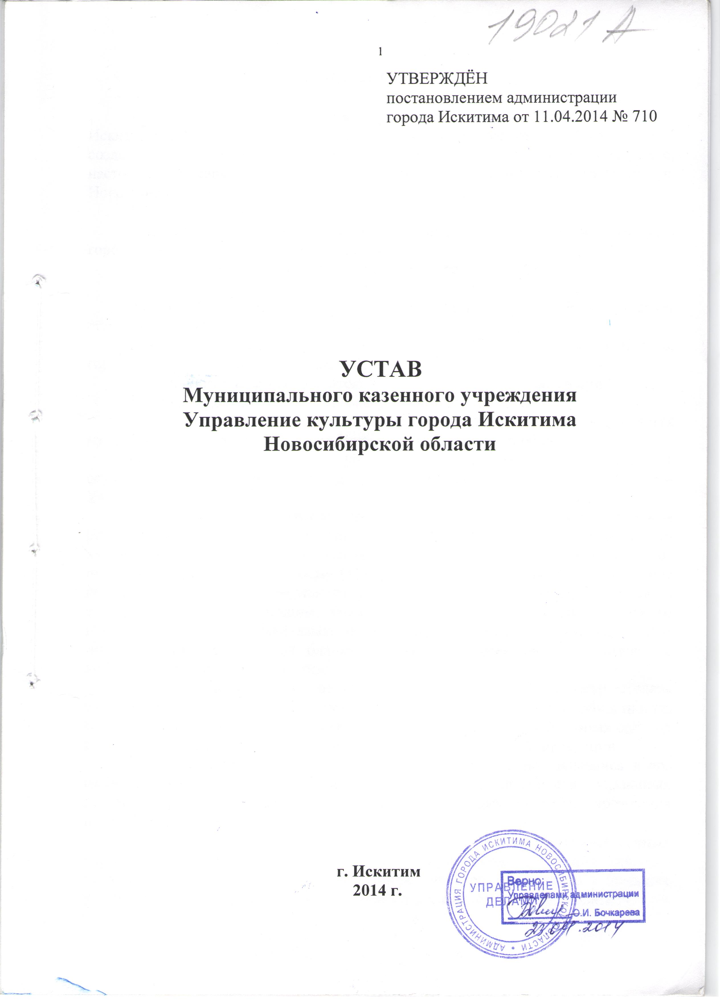 19021 А
1
УТВЕРЖДЁН
постановлением администрации
города Искитима от 11.04.2014 № 710
УСТАВ
Муниципального казенного учреждения
Управление культуры города Искитима
Новосибирской области
г. Искитим
2014 г.
АДМИНИСТРАЦИЯ ГОРОДА ИСКИТИМА НОВОСИБИРСКОЙ ОБЛАСТИ •
УПРАВЛЕНИЕ
ДЕЛАМИ
Верно:
Управделами администрации
О.И. Бочкарева
23.04.2014